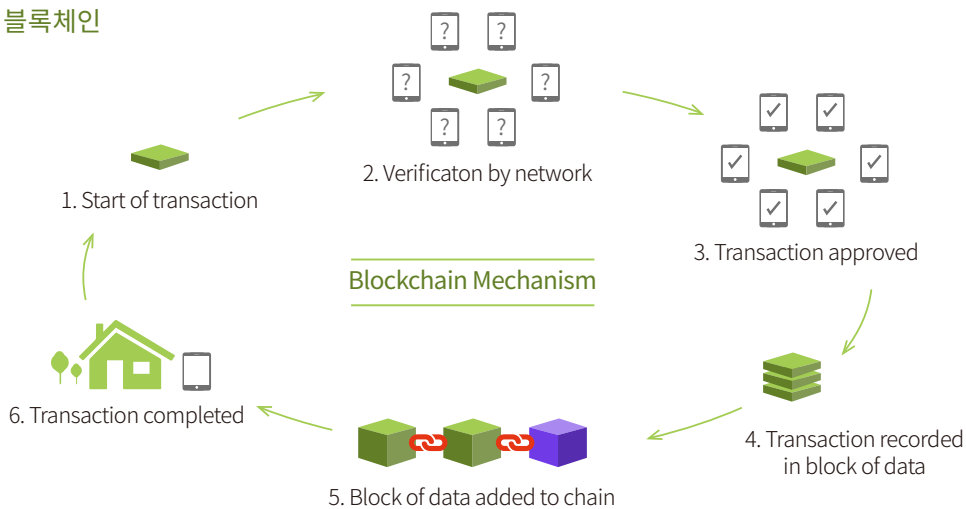 블록체인
? ?
? ?
? ?
2. Verificaton by network
1. Start of transaction
3. Transaction approved
Blockchain Mechanism
6. Transaction completed
4. Transaction recorded
in block of data
5. Block of data added to chain